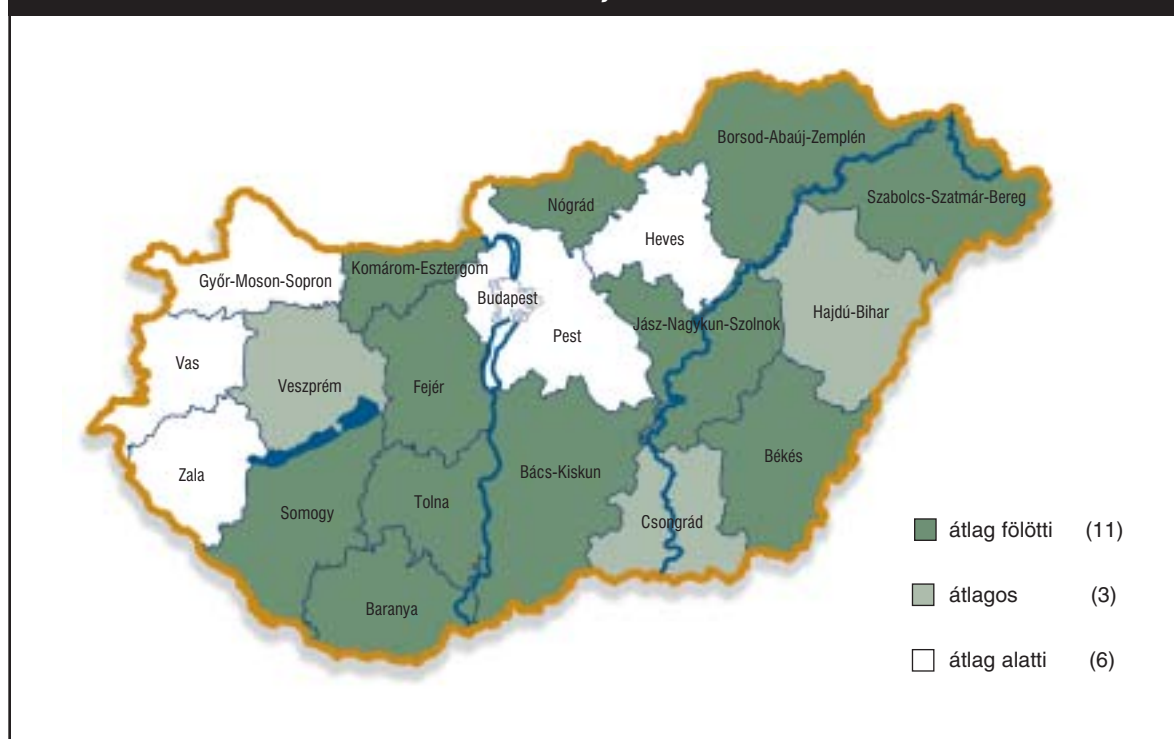 Borsod-Abaúj-Zemplén
Szabolcs-Szatmár-Bereg
Nógrád
Heves
Komárom-Esztergom
Győr-Moson-Sopron
Budapest
Hajdú-Bihar
Jász-Nagykun-Szolnok
Pest
Vas
Veszprém
Fejér
Békés
Bács-Kiskun
Zala
Tolna
Somogy
Csongrád
Baranya
átlag fölötti (11)
átlagos (3)
átlag alatti (6)